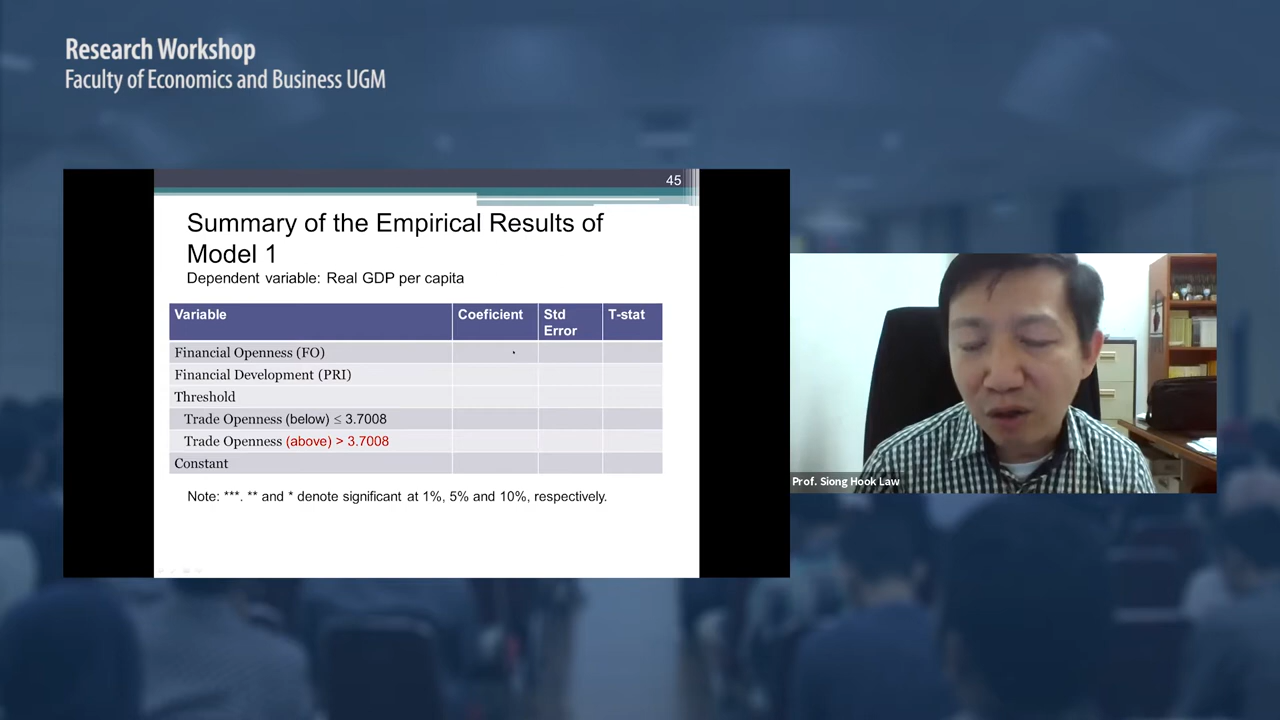 Research Workshop
Faculty of Economics and Business UGM
45
Summary of the Empirical Results of
Model 1
Dependent variable: Real GDP per capita
Variable Coeficient Std Error T-stat
Financial Openness (FO)
Financial Development (PRI)
Threshold
Trade Openness (below) ≤ 3.7008
Trade Openness (above) > 3.7008
Constant
Note: ***. ** and * denote significant at 1%, 5% and 10%, respectively.
Prof. Siong Hook Law